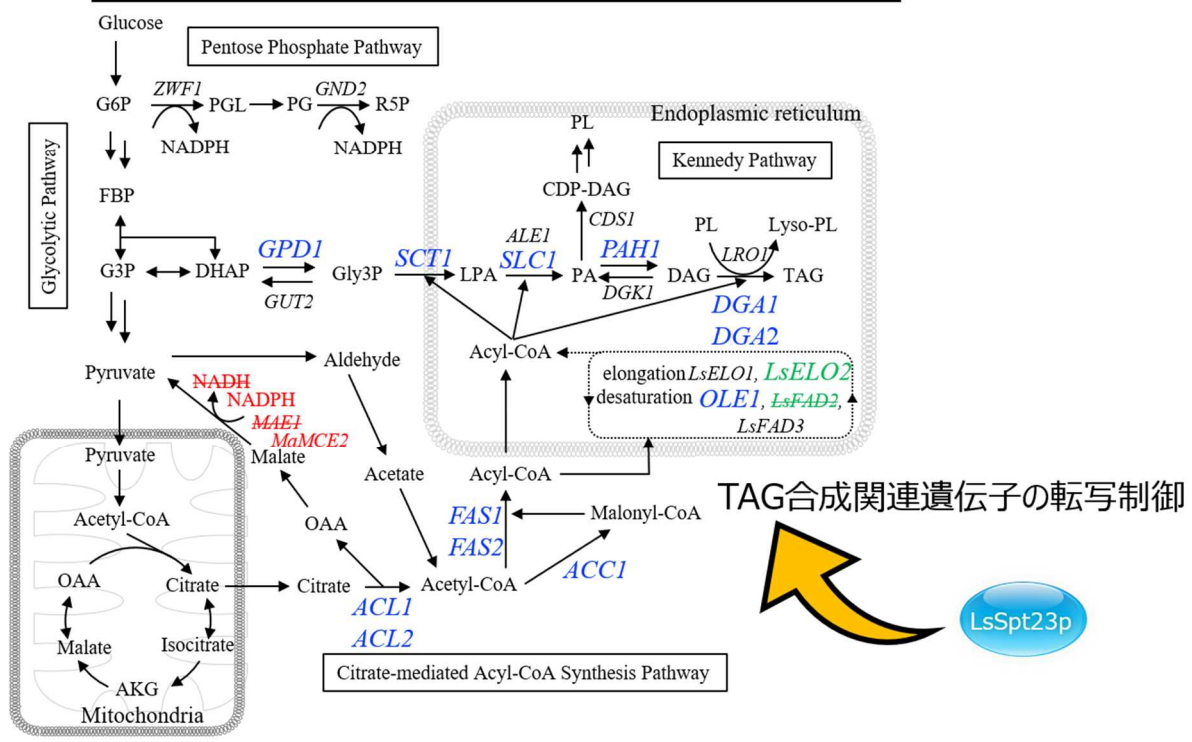 Glucose
Pentose Phosphate Pathway
ZWF1
GND2
G6P
PGL
PG
R5P
NADPH
NADPH
Endoplasmic reticulum
PL
Kennedy Pathway
Glycolytic Pathway
FBP
CDP-DAG
CDS1
PL
Lyso-PL
GPD1
SCT1
ALE1
SLC1
PAH1
LRO1
G3P
DHAP
Gly3P
LPA
PA
DAG
TAG
GUT2
DGK1
DGA1
DGA2
Acyl-CoA
Pyruvate
Aldehyde
elongation LsELO1, LsELO2
desaturation OLE1, LsFAD2,
LsFAD3
NADH
NADPH
MAE1
MaMCE2
Malate
Pyruvate
Acetate
Acyl-CoA
TAG合成関連遺伝子の転写制御
Acetyl-CoA
OAA
FAS1
FAS2
Malonyl-CoA
OAA
Citrate
Citrate
Acetyl-CoA
ACC1
ACL1
ACL2
LsSpt23p
Malate
Isocitrate
Citrate-mediated Acyl-CoA Synthesis Pathway
AKG
Mitochondria